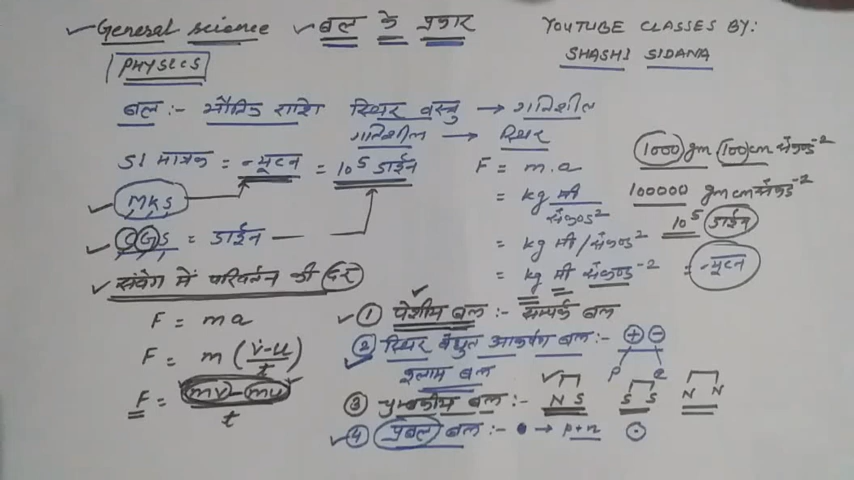 General science बल के प्रकार
YOUTUBE CLASSES BY:
SHASHI SIDANA
PHYSICS
बल :- भौतिक राशि स्थिर वस्तु → गतिशील
गतिशील → स्थिर
SI मात्रक = न्यूटन = 10⁵ डाईन
MKS
CGS = डाईन
संवेग में परिवर्तन की दर
F = ma
F = m (v-u/t)
F = mv - mu / t
F = m.a
= kg मी / सैकण्ड²
= kg मी/सैकण्ड²
= kg मी सैकण्ड⁻² = न्यूटन
1000 gm 100 cm सैकण्ड⁻²
100000 gm cm सैकण्ड⁻²
10⁵ डाईन
① पेशीय बल :- सम्पर्क बल
② स्थिर वैधुत आकर्षण बल :- + -
P e
③ चुम्बकीय बल :- N S S S N N
④ प्रबल बल :- • → p+n